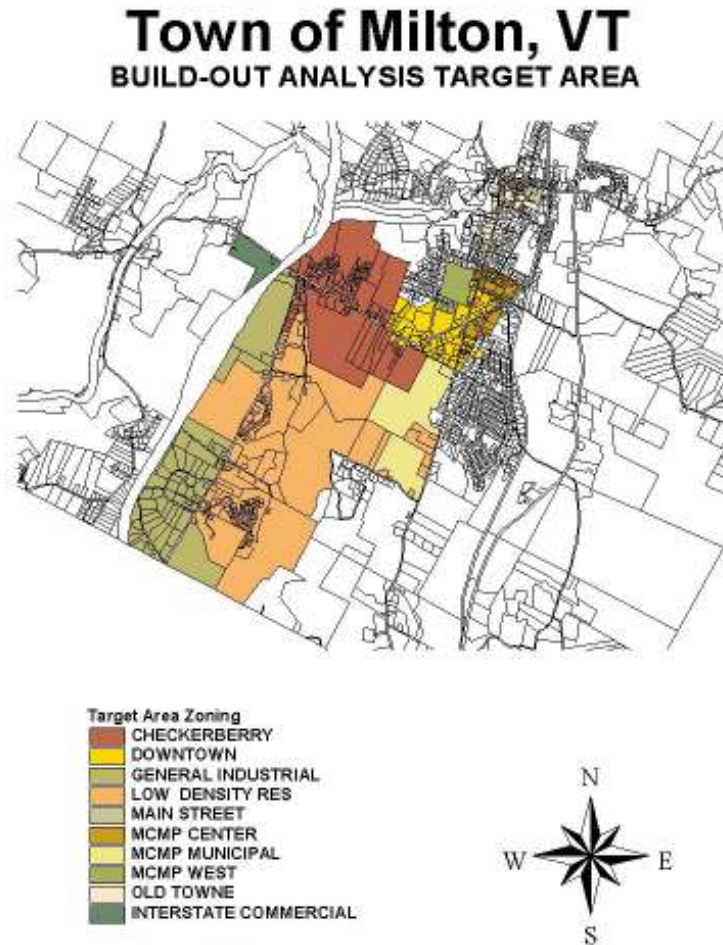 Town of Milton, VT
BUILD-OUT ANALYSIS TARGET AREA
Target Area Zoning
CHECKERBERRY
DOWNTOWN
GENERAL INDUSTRIAL
LOW DENSITY RES
MAIN STREET
MCMP CENTER
MCMP MUNICIPAL
MCMP WEST
OLD TOWNE
INTERSTATE COMMERCIAL
N
W E
S